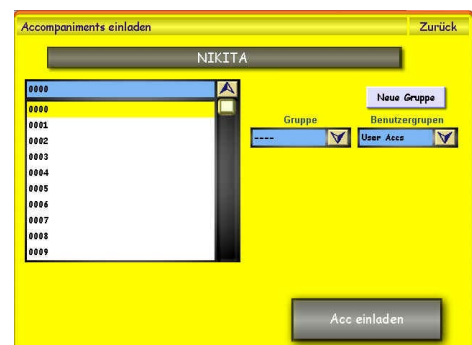 Accompaniments einladen Zurück
NIKITA
0000
0000
0001
0002
0003
0004
0005
0006
0007
0008
0009
Neue Gruppe
Gruppe Benutzergrupen
---- User Accs
Acc einladen